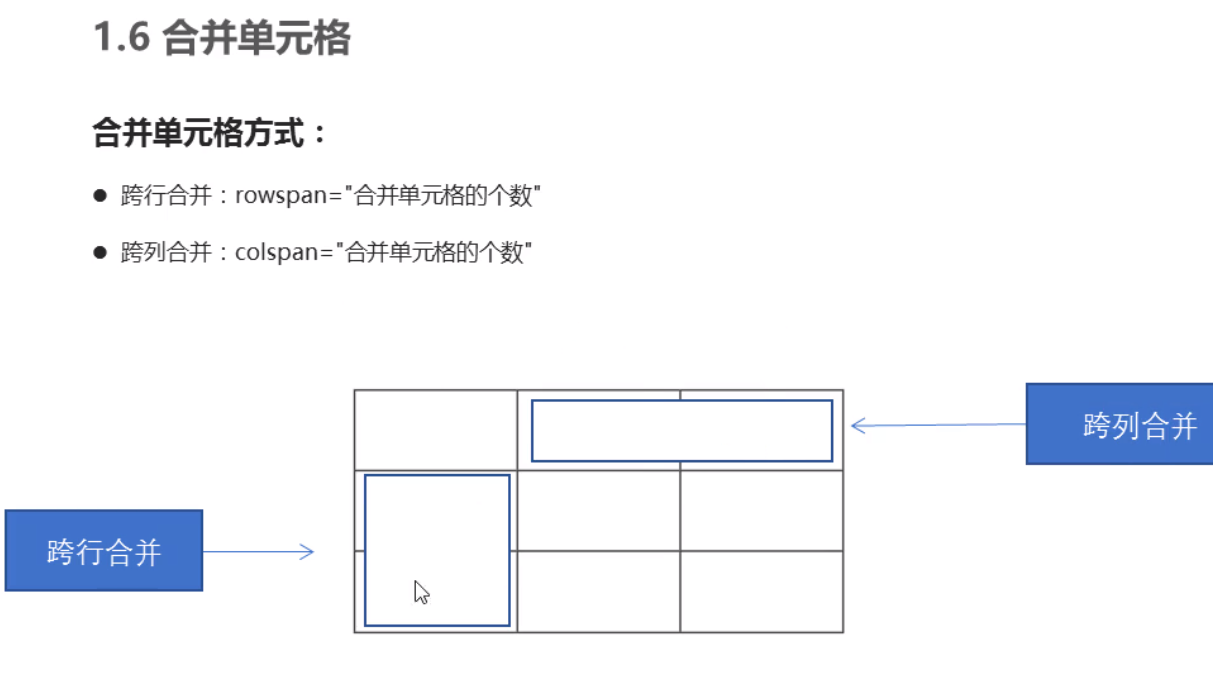 1.6 合并单元格
合并单元格方式：
● 跨行合并：rowspan="合并单元格的个数"
● 跨列合并：colspan="合并单元格的个数"
跨列合并
跨行合并